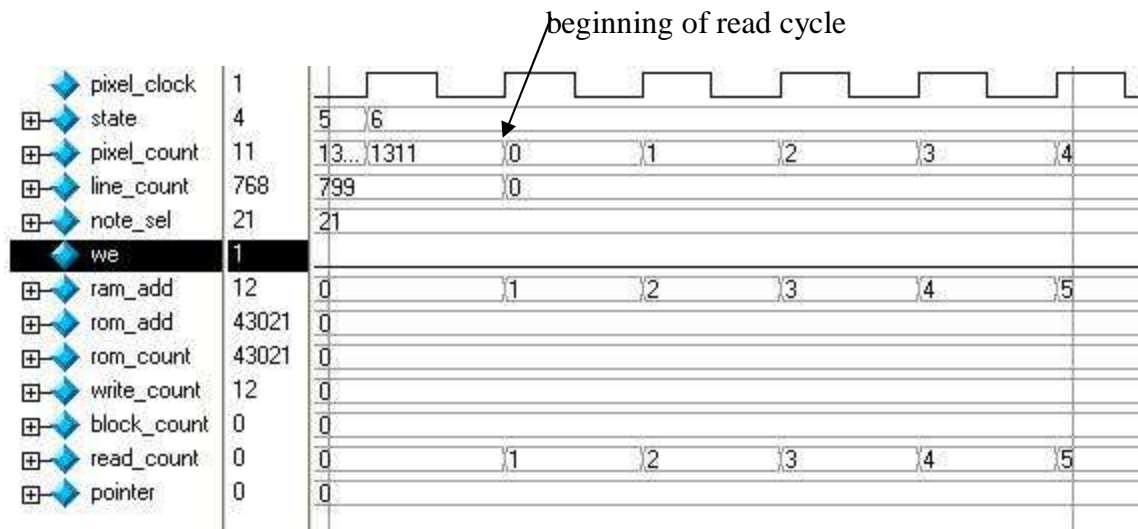 beginning of read cycle
pixel_clock 1
state 4 5 6
pixel_count 11 13... 1311 0 1 2 3 4
line_count 768 799 0
note_sel 21 21
we 1
ram_add 12 0 1 2 3 4 5
rom_add 43021 0
rom_count 43021 0
write_count 12 0
block_count 0 0
read_count 0 0 1 2 3 4 5
pointer 0 0